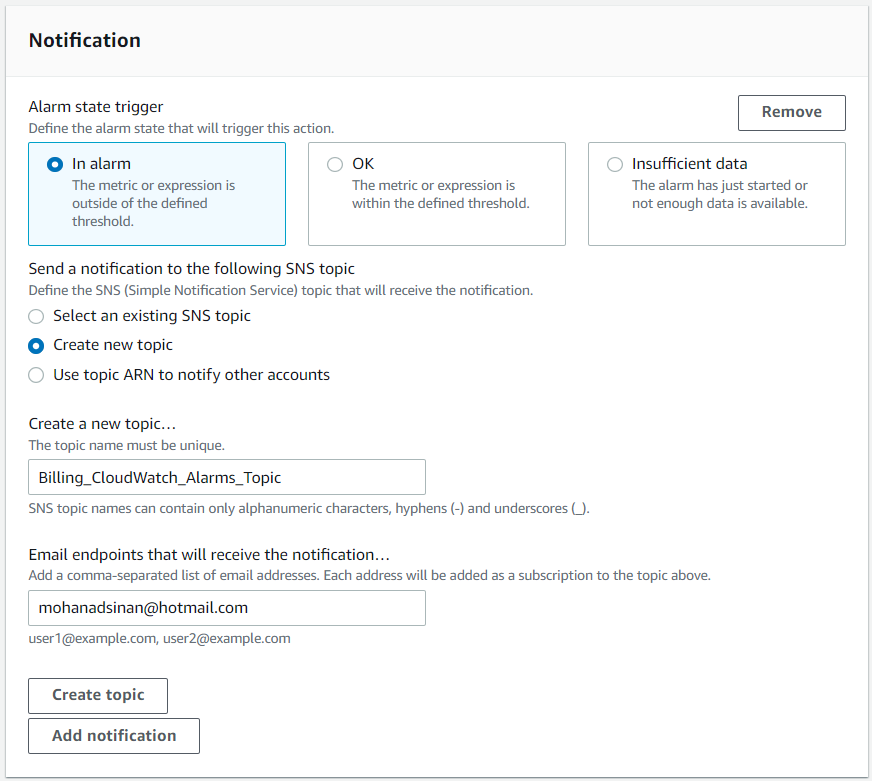 Notification
Alarm state trigger
Define the alarm state that will trigger this action.
Remove
In alarm
The metric or expression is
outside of the defined
threshold.
OK
The metric or expression is
within the defined threshold.
Insufficient data
The alarm has just started or
not enough data is available.
Send a notification to the following SNS topic
Define the SNS (Simple Notification Service) topic that will receive the notification.
Select an existing SNS topic
Create new topic
Use topic ARN to notify other accounts
Create a new topic…
The topic name must be unique.
Billing_CloudWatch_Alarms_Topic
SNS topic names can contain only alphanumeric characters, hyphens (-) and underscores (_).
Email endpoints that will receive the notification…
Add a comma-separated list of email addresses. Each address will be added as a subscription to the topic above.
mohanadsinan@hotmail.com
user1@example.com, user2@example.com
Create topic
Add notification